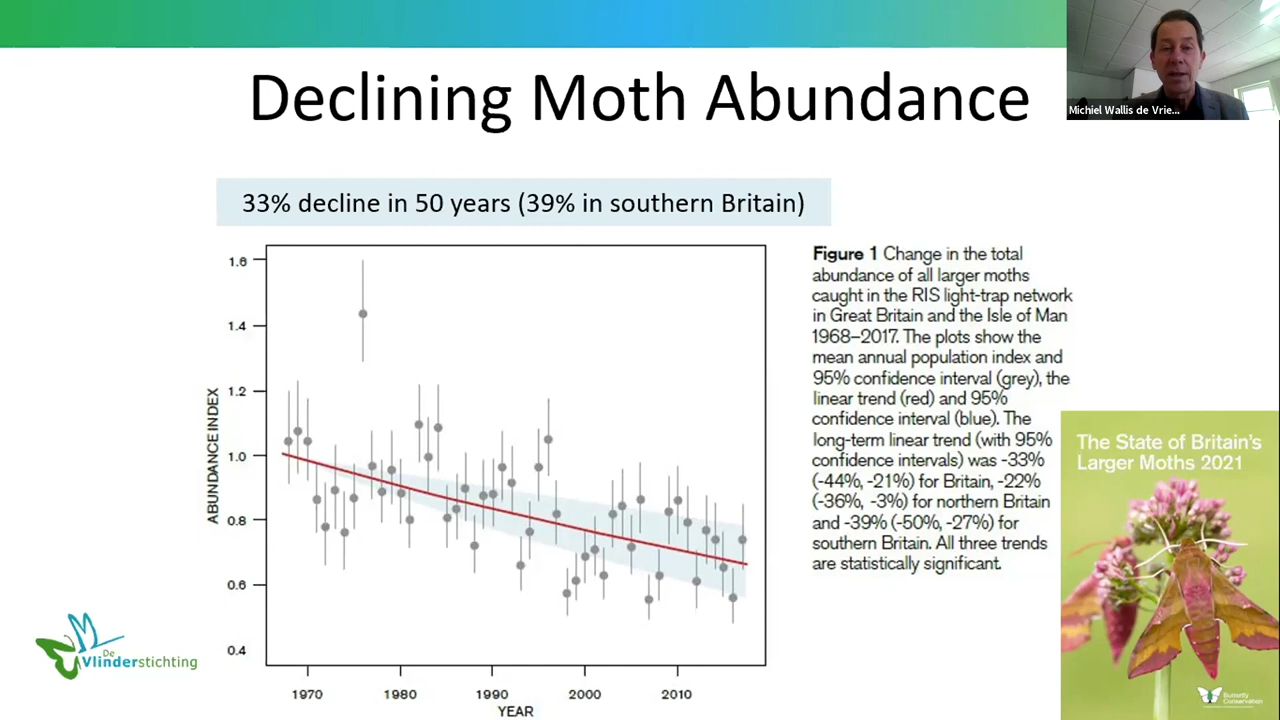 Declining Moth Abundance
Michiel Wallis de Vrie...
33% decline in 50 years (39% in southern Britain)
1.6
1.4
1.2
1.0
0.8
0.6
0.4
ABUNDANCE INDEX
1970
1980
1990
2000
2010
YEAR
Figure 1 Change in the total
abundance of all larger moths
caught in the RIS light-trap network
in Great Britain and the Isle of Man
1968–2017. The plots show the
mean annual population index and
95% confidence interval (grey), the
linear trend (red) and 95%
confidence interval (blue). The
long-term linear trend (with 95%
confidence intervals) was -33%
(-44%, -21%) for Britain, -22%
(-36%, -3%) for northern Britain
and -39% (-50%, -27%) for
southern Britain. All three trends
are statistically significant.
The State of Britain's
Larger Moths 2021
Butterfly
Conservation
De
Vlinderstichting